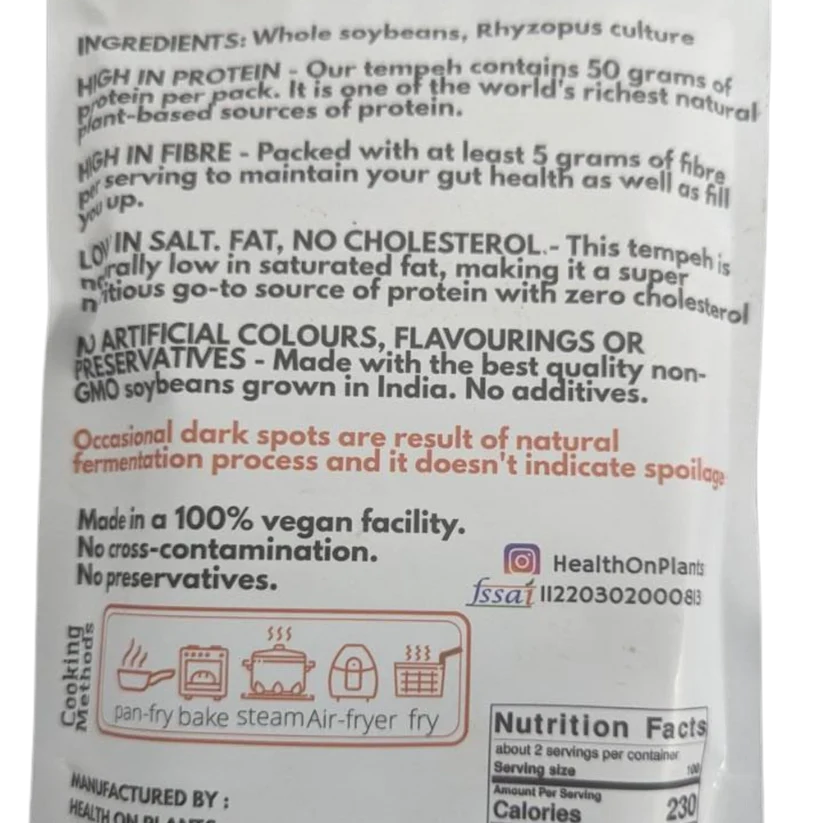 INGREDIENTS: Whole soybeans, Rhyzopus culture
HIGH IN PROTEIN - Our tempeh contains 50 grams of
protein per pack. It is one of the world's richest natural
plant-based sources of protein.
HIGH IN FIBRE - Packed with at least 5 grams of fibre
per serving to maintain your gut health as well as fill
you up.
LOW IN SALT. FAT, NO CHOLESTEROL.- This tempeh is
low in saturated fat, making it a super
go-to source of protein with zero cholesterol
ARTIFICIAL COLOURS, FLAVOURINGS OR
PRESERVATIVES - Made with the best quality non-
GMO soybeans grown in India. No additives.
Occasional dark spots are result of natural
fermentation process and it doesn't indicate spoilage
Made in a 100% vegan facility.
No cross-contamination.
No preservatives.
HealthOnPlants
fssai 11220302000813
Cooking
Methods
pan-fry bake steam Air-fryer fry
Nutrition Facts
about 2 servings per container
Serving size 100
Amount Per Serving
Calories 230
MANUFACTURED BY :
HEALTH ON PLANTS